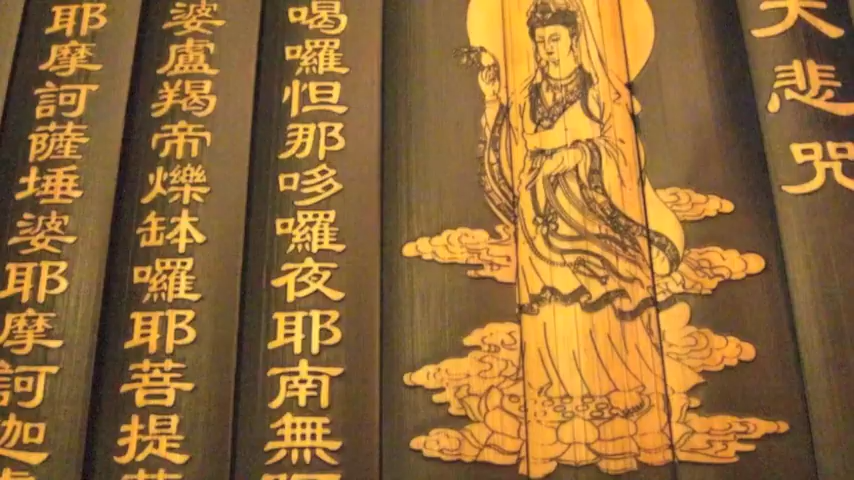 大悲咒
喝囉怛那哆囉夜耶南無
婆盧羯帝爍缽囉耶菩提
耶摩訶薩埵婆耶摩訶迦